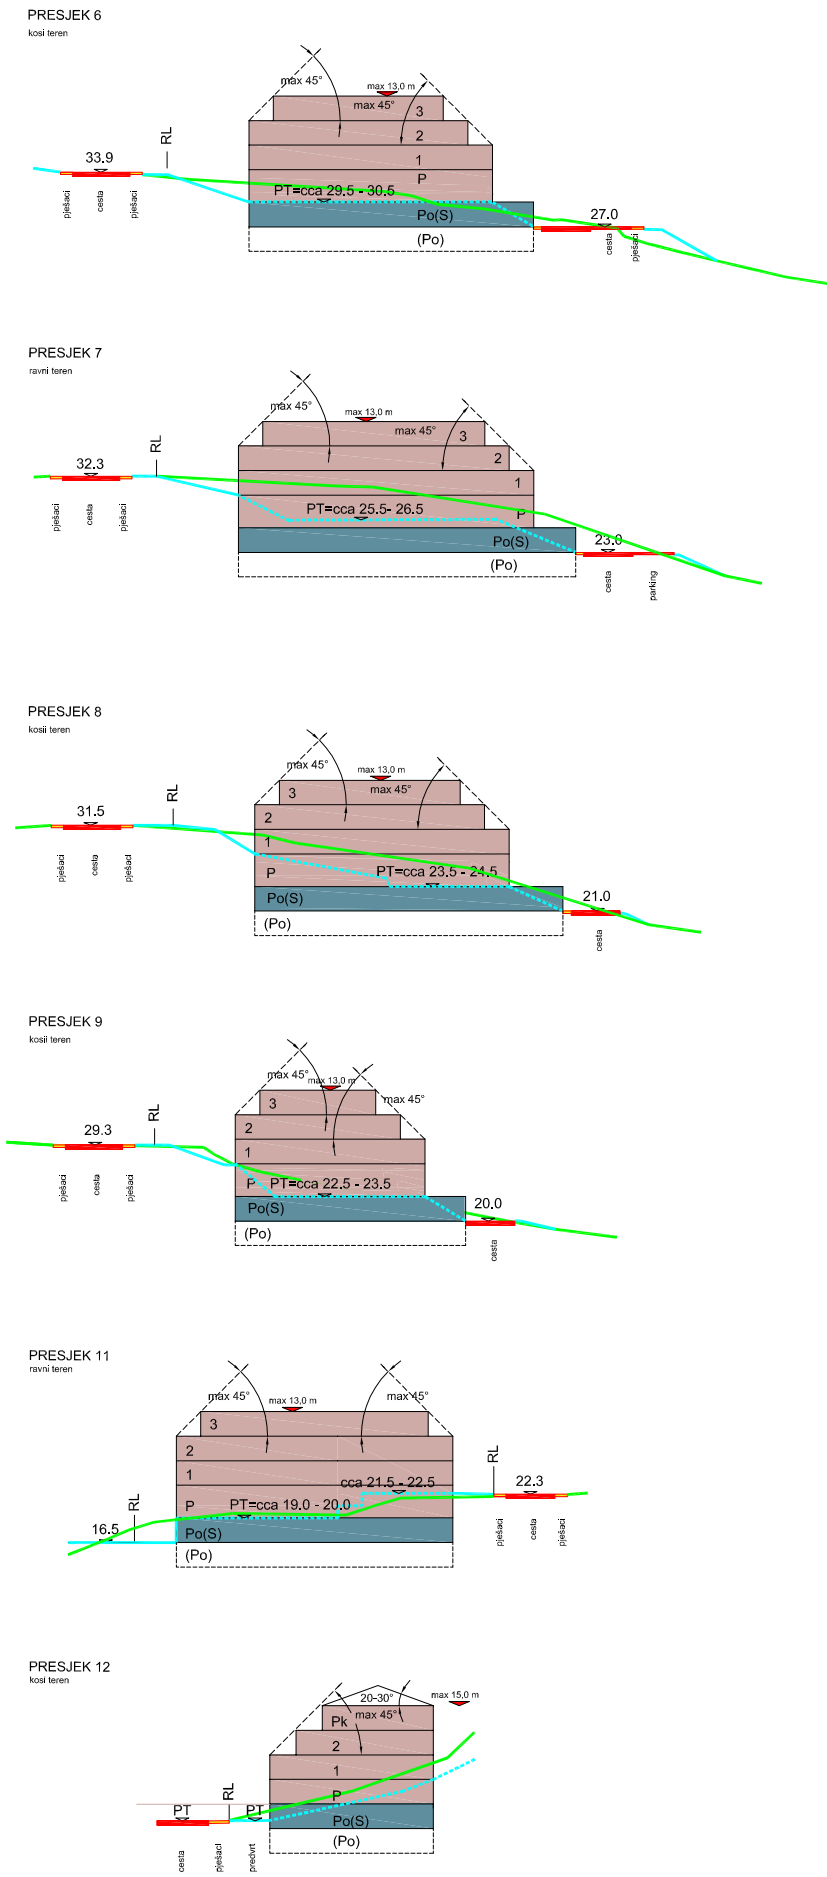 PRESJEK 6
kosi teren
max 13,0 m
max 45°
max 45°
3
RL
2
33.9
1
P
PT=cca 29.5 - 30.5
Po(S)
27.0
(Po)
pješaci
cesta
pješaci
cesta
pješaci
PRESJEK 7
ravni teren
max 45°
max 13,0 m
max 45°
3
RL
2
32.3
1
PT=cca 25.5- 26.5
P
Po(S)
23.0
(Po)
pješaci
cesta
pješaci
cesta
parking
PRESJEK 8
kosii teren
max 45°
max 13,0 m
3
max 45°
RL
31.5
2
1
P
PT=cca 23.5 - 24.5
Po(S)
21.0
(Po)
pješaci
cesta
pješaci
cesta
PRESJEK 9
kosii teren
max 45°
max 13,0 m
3
max 45°
RL
29.3
2
1
P
PT=cca 22.5 - 23.5
Po(S)
20.0
(Po)
pješaci
cesta
pješaci
cesta
PRESJEK 11
ravni teren
max 45°
max 13,0 m
max 45°
3
2
RL
1
cca 21.5 - 22.5
22.3
RL
P
PT=cca 19.0 - 20.0
16.5
Po(S)
(Po)
pješaci
cesta
pješaci
PRESJEK 12
kosi teren
20-30°
max 15,0 m
Pk
max 45°
2
1
RL
P
PT
PT
Po(S)
(Po)
cesta
pješaci
predvrt